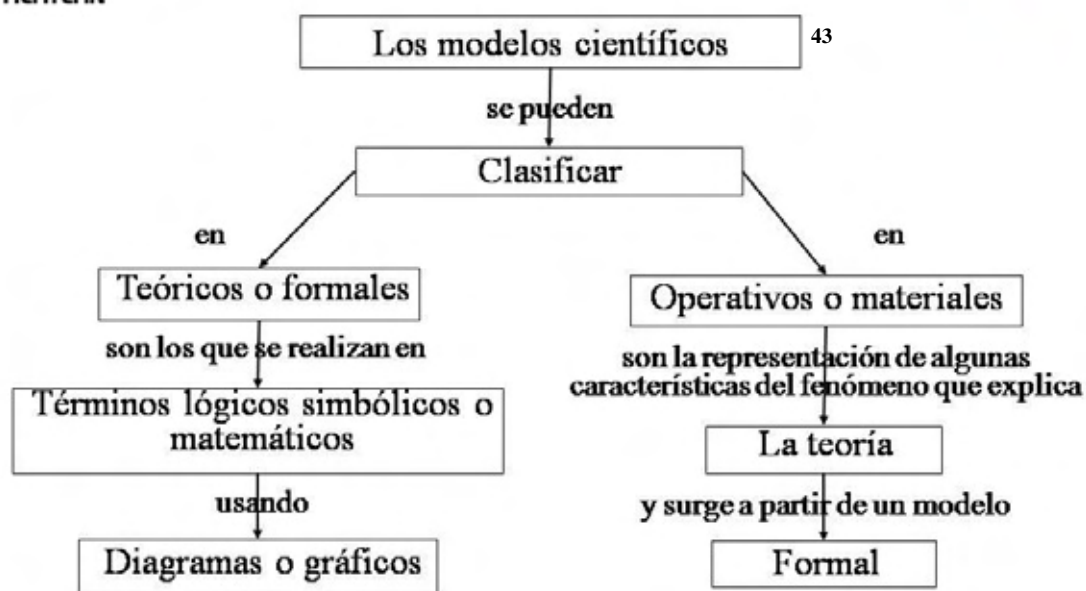 Los modelos científicos
43
se pueden
Clasificar
en
en
Teóricos o formales
Operativos o materiales
son los que se realizan en
son la representación de algunas
características del fenómeno que explica
Términos lógicos simbólicos o
matemáticos
La teoría
usando
y surge a partir de un modelo
Diagramas o gráficos
Formal